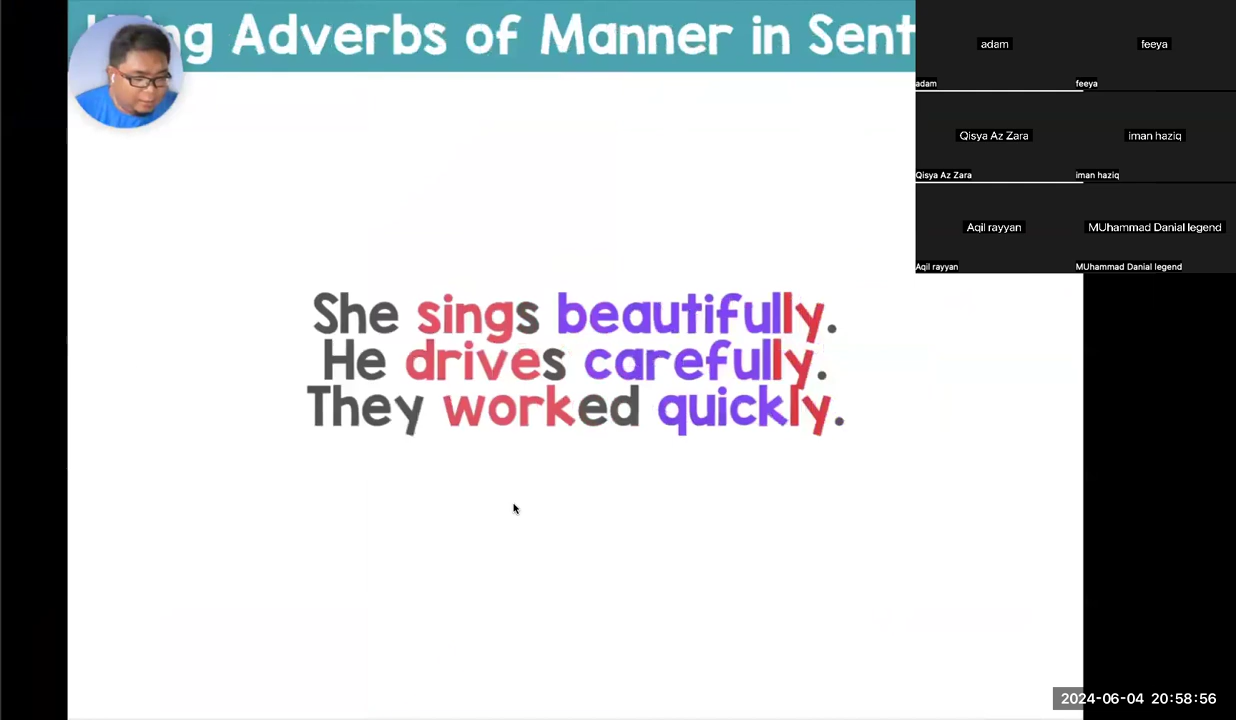 ng Adverbs of Manner in Sent
adam
feeya
adam
feeya
Qisya Az Zara
iman haziq
Qisya Az Zara
iman haziq
Aqil rayyan
MUhammad Danial legend
Aqil rayyan
MUhammad Danial legend
She sings beautifully.
He drives carefully.
They worked quickly.
2024-06-04 20:58:56